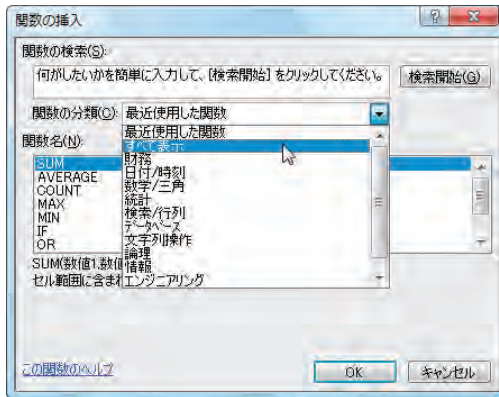 関数の挿入
関数の検索(S):
何がしたいかを簡単に入力して、[検索開始]をクリックしてください。
検索開始(G)
関数の分類(C):
最近使用した関数
最近使用した関数
すべて表示
財務
日付/時刻
数学/三角
統計
検索/行列
データベース
文字列操作
論理
情報
エンジニアリング
関数名(N):
SUM
AVERAGE
COUNT
MAX
MIN
IF
OR
SUM(数値1,数値
セル範囲に含まれ
この関数のヘルプ
OK
キャンセル